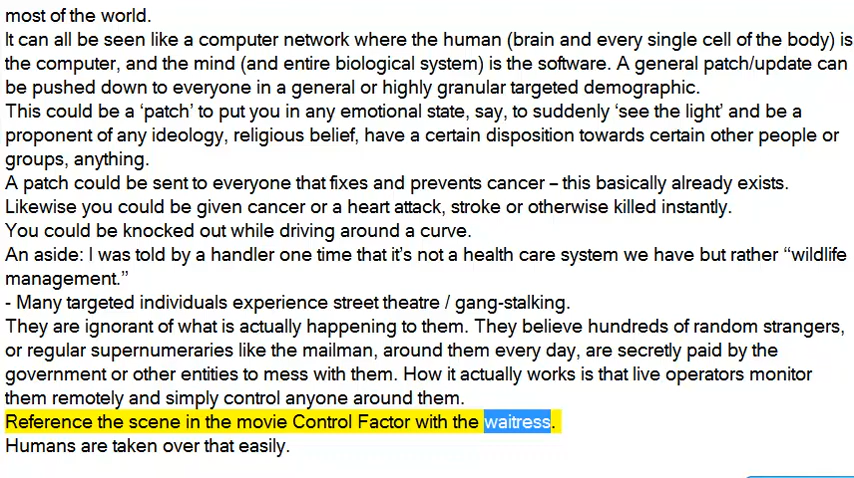 most of the world.
It can all be seen like a computer network where the human (brain and every single cell of the body) is
the computer, and the mind (and entire biological system) is the software. A general patch/update can
be pushed down to everyone in a general or highly granular targeted demographic.
This could be a ‘patch’ to put you in any emotional state, say, to suddenly ‘see the light’ and be a
proponent of any ideology, religious belief, have a certain disposition towards certain other people or
groups, anything.
A patch could be sent to everyone that fixes and prevents cancer – this basically already exists.
Likewise you could be given cancer or a heart attack, stroke or otherwise killed instantly.
You could be knocked out while driving around a curve.
An aside: I was told by a handler one time that it’s not a health care system we have but rather “wildlife
management.”
- Many targeted individuals experience street theatre / gang-stalking.
They are ignorant of what is actually happening to them. They believe hundreds of random strangers,
or regular supernumeraries like the mailman, around them every day, are secretly paid by the
government or other entities to mess with them. How it actually works is that live operators monitor
them remotely and simply control anyone around them.
Reference the scene in the movie Control Factor with the waitress.
Humans are taken over that easily.